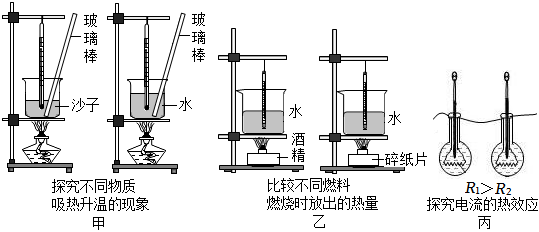 玻璃棒
沙子
玻璃棒
水
探究不同物质
吸热升温的现象
甲
水
酒精
水
碎纸片
比较不同燃料
燃烧时放出的热量
乙
R₁＞R₂
探究电流的热效应
丙